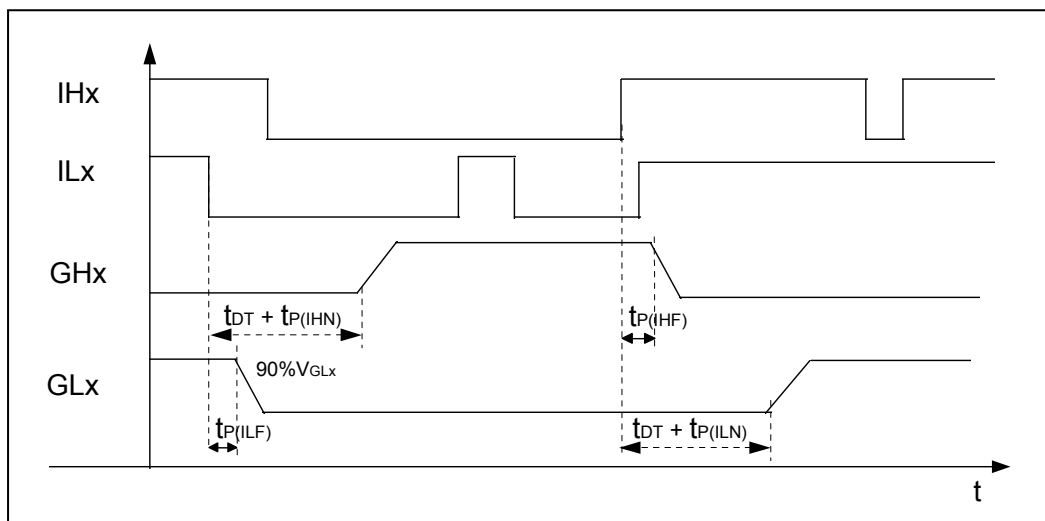 IHx
ILx
GHx
tDT + tP(IHN)
tP(IHF)
GLx
90%VGLx
tP(ILF)
tDT + tP(ILN)
t